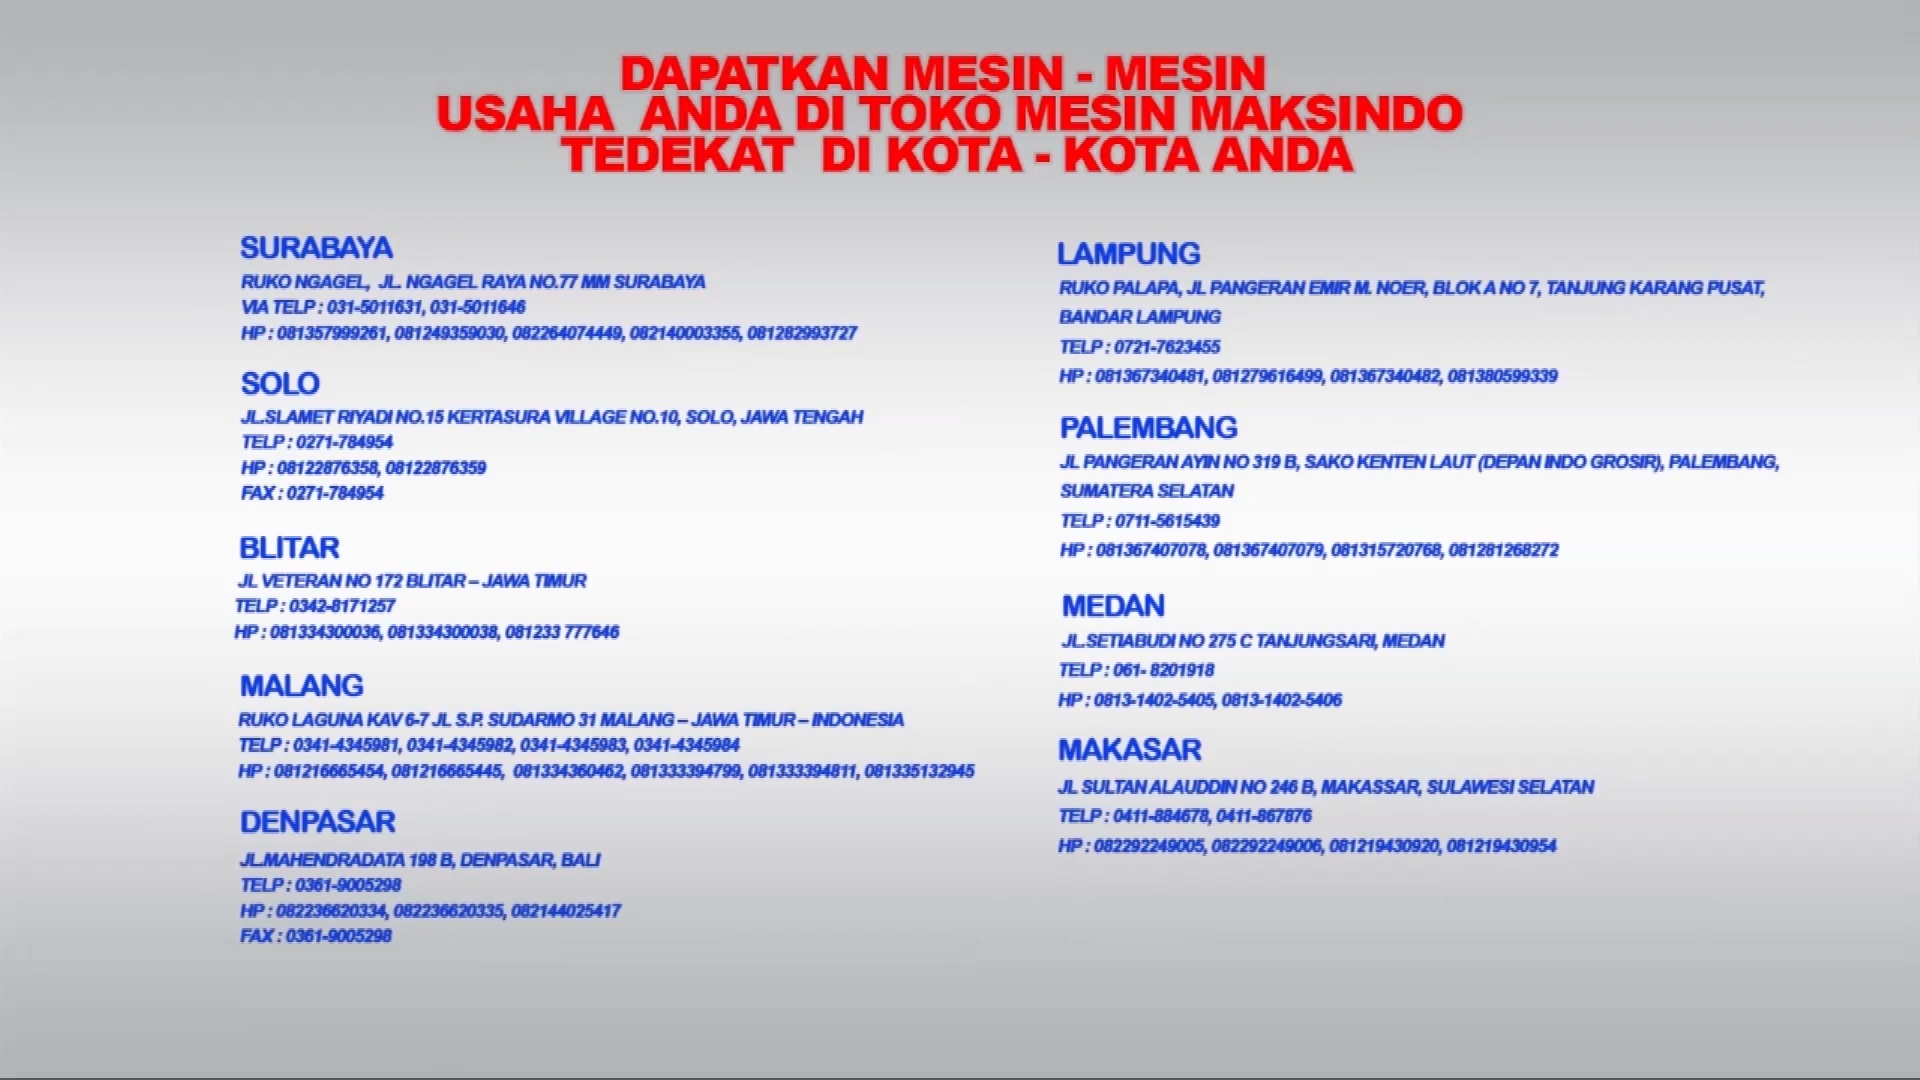 DAPATKAN MESIN - MESIN
USAHA ANDA DI TOKO MESIN MAKSINDO
TEDEKAT DI KOTA - KOTA ANDA
SURABAYA
RUKO NGAGEL, JL. NGAGEL RAYA NO.77 MM SURABAYA
VIA TELP : 031-5011631, 031-5011646
HP : 081357999261, 081249359030, 082264074449, 082140003355, 081282993727
SOLO
JL.SLAMET RIYADI NO.15 KERTASURA VILLAGE NO.10, SOLO, JAWA TENGAH
TELP : 0271-784954
HP : 08122876358, 08122876359
FAX : 0271-784954
BLITAR
JL VETERAN NO 172 BLITAR – JAWA TIMUR
TELP : 0342-8171257
HP : 081334300036, 081334300038, 081233 777646
MALANG
RUKO LAGUNA KAV 6-7 JL S.P. SUDARMO 31 MALANG – JAWA TIMUR – INDONESIA
TELP : 0341-4345981, 0341-4345982, 0341-4345983, 0341-4345984
HP : 081216665454, 081216665445, 081334360462, 081333394799, 081333394811, 081335132945
DENPASAR
JL.MAHENDRADATA 198 B, DENPASAR, BALI
TELP : 0361-9005298
HP : 082236620334, 082236620335, 082144025417
FAX : 0361-9005298
LAMPUNG
RUKO PALAPA, JL PANGERAN EMIR M. NOER, BLOK A NO 7, TANJUNG KARANG PUSAT,
BANDAR LAMPUNG
TELP : 0721-7623455
HP : 081367340481, 081279616499, 081367340482, 081380599339
PALEMBANG
JL PANGERAN AYIN NO 319 B, SAKO KENTEN LAUT (DEPAN INDO GROSIR), PALEMBANG,
SUMATERA SELATAN
TELP : 0711-5615439
HP : 081367407078, 081367407079, 081315720768, 081281268272
MEDAN
JL.SETIABUDI NO 275 C TANJUNGSARI, MEDAN
TELP : 061- 8201918
HP : 0813-1402-5405, 0813-1402-5406
MAKASAR
JL SULTAN ALAUDDIN NO 246 B, MAKASSAR, SULAWESI SELATAN
TELP : 0411-884678, 0411-867876
HP : 082292249005, 082292249006, 081219430920, 081219430954